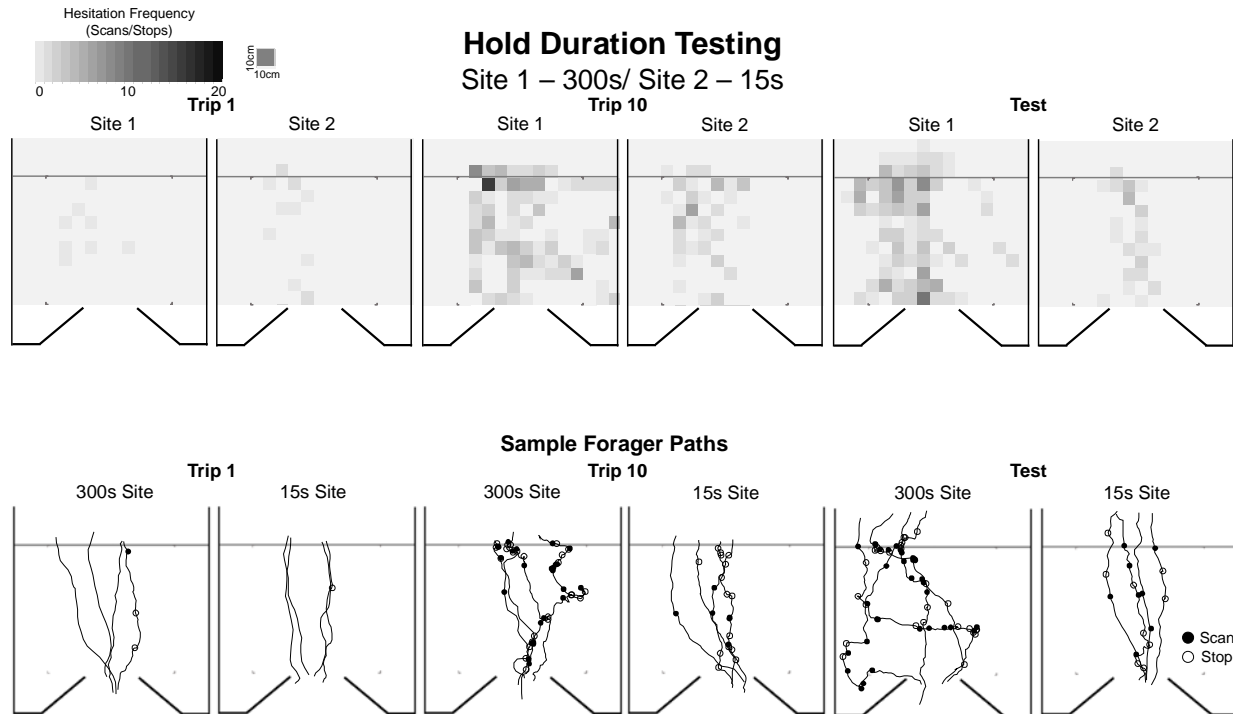 Hesitation Frequency
(Scans/Stops)
10cm
10cm
0 10 20
Hold Duration Testing
Site 1 – 300s/ Site 2 – 15s
Trip 1 Trip 10 Test
Site 1 Site 2 Site 1 Site 2 Site 1 Site 2
Sample Forager Paths
Trip 1 Trip 10 Test
300s Site 15s Site 300s Site 15s Site 300s Site 15s Site
Scan
Stop